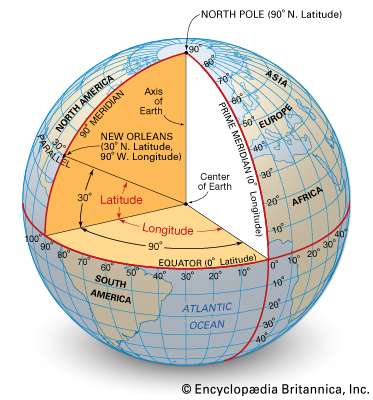 NORTH POLE (90° N. Latitude)
90°
80°
70°
60°
50°
40°
30°
20°
10°
ASIA
EUROPE
AFRICA
NORTH AMERICA
90° MERIDIAN
Axis
of
Earth
PRIME MERIDIAN (0° Longitude)
30°
PARALLEL
NEW ORLEANS
(30° N. Latitude,
90° W. Longitude)
Center
of Earth
30°
Latitude
Longitude
90°
EQUATOR (0° Latitude)
100°
90°
80°
70°
60°
50°
40°
30°
20°
10°
0°
10°
20°
30°
40°
0°
10°
20°
30°
40°
SOUTH
AMERICA
ATLANTIC
OCEAN
© Encyclopædia Britannica, Inc.